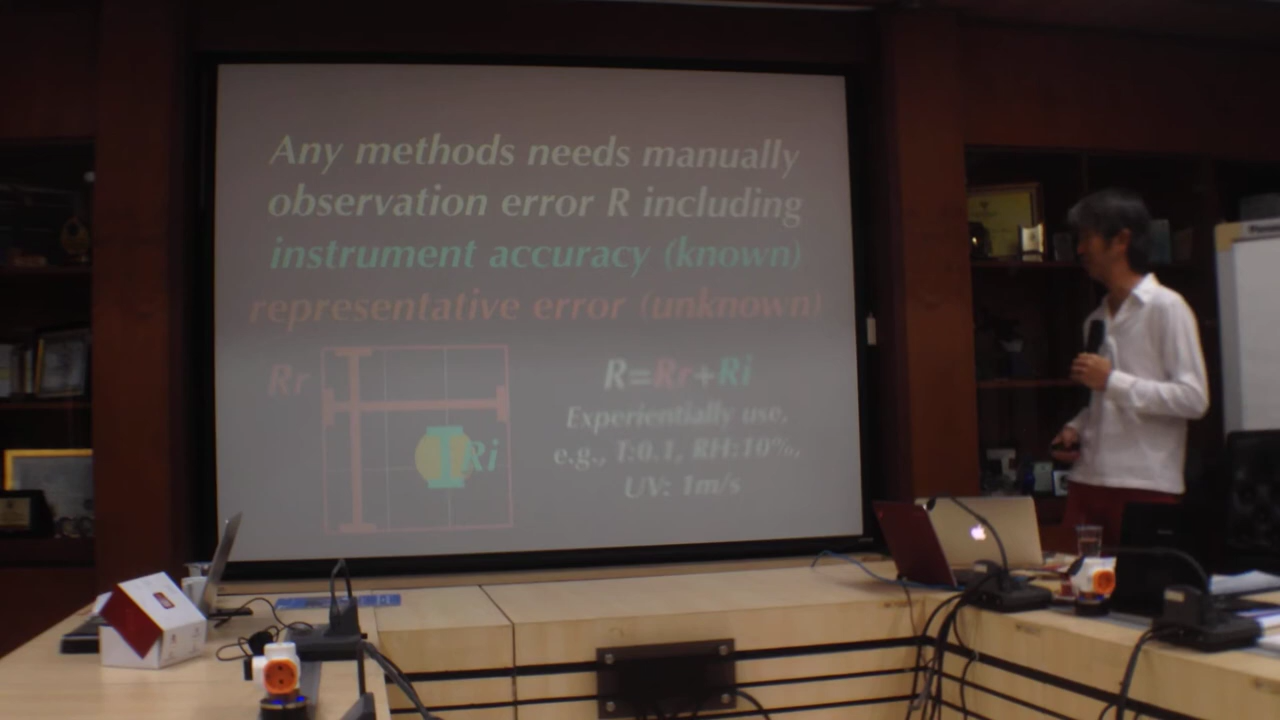 Any methods needs manually
observation error R including
instrument accuracy (known)
representative error (unknown)
Rr
R=Rr+Ri
Experientially use,
Ri
e.g., T:0.1, RH:10%,
UV: 1m/s